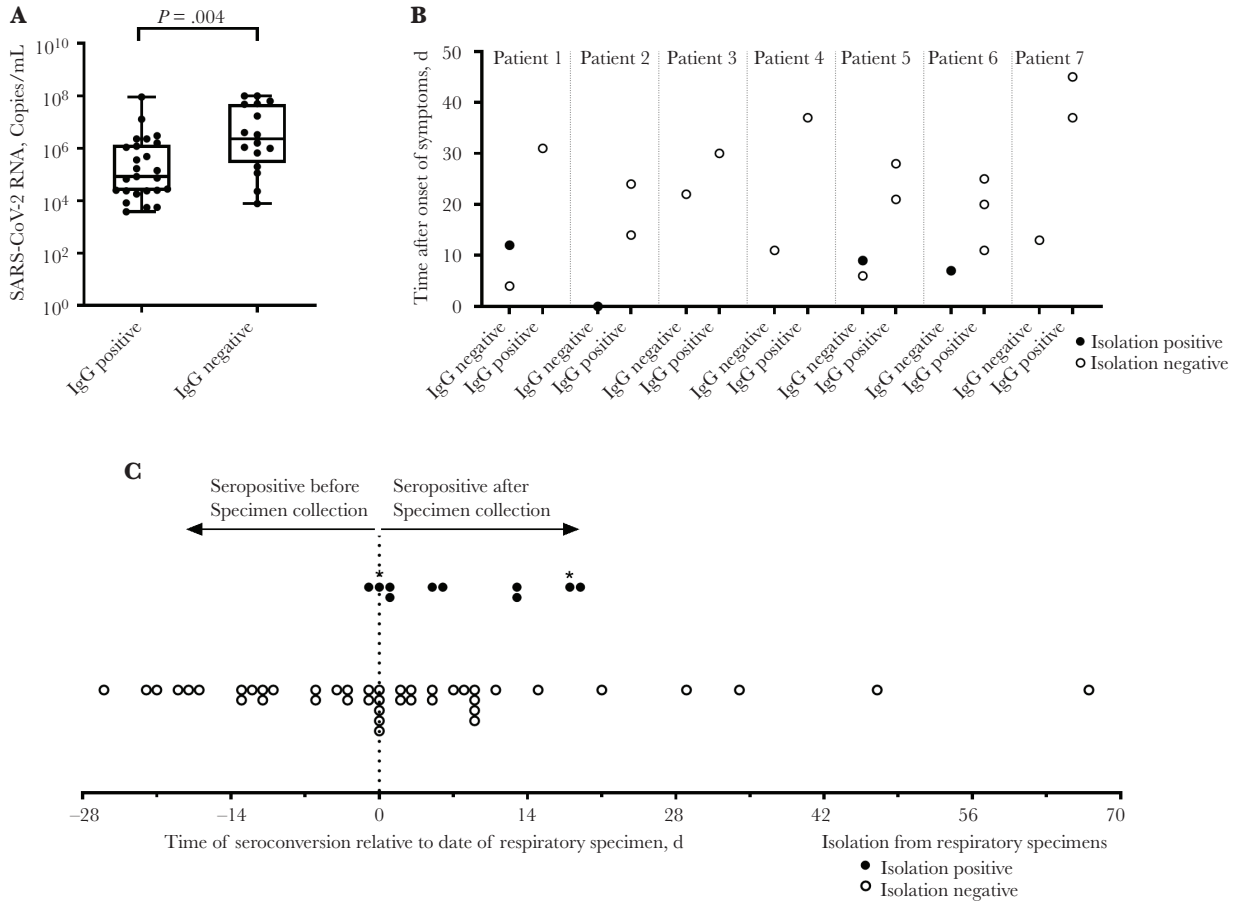 A
P = .004
SARS-CoV-2 RNA, Copies/mL
10^10
10^8
10^6
10^4
10^2
10^0
IgG positive
IgG negative
B
Time after onset of symptoms, d
50
40
30
20
10
0
Patient 1 Patient 2 Patient 3 Patient 4 Patient 5 Patient 6 Patient 7
IgG negative
IgG positive
IgG negative
IgG positive
IgG negative
IgG positive
IgG negative
IgG positive
IgG negative
IgG positive
IgG negative
IgG positive
IgG negative
IgG positive
Isolation positive
Isolation negative
C
Seropositive before
Specimen collection
Seropositive after
Specimen collection
*
*
–28 –14 0 14 28 42 56 70
Time of seroconversion relative to date of respiratory specimen, d
Isolation from respiratory specimens
Isolation positive
Isolation negative